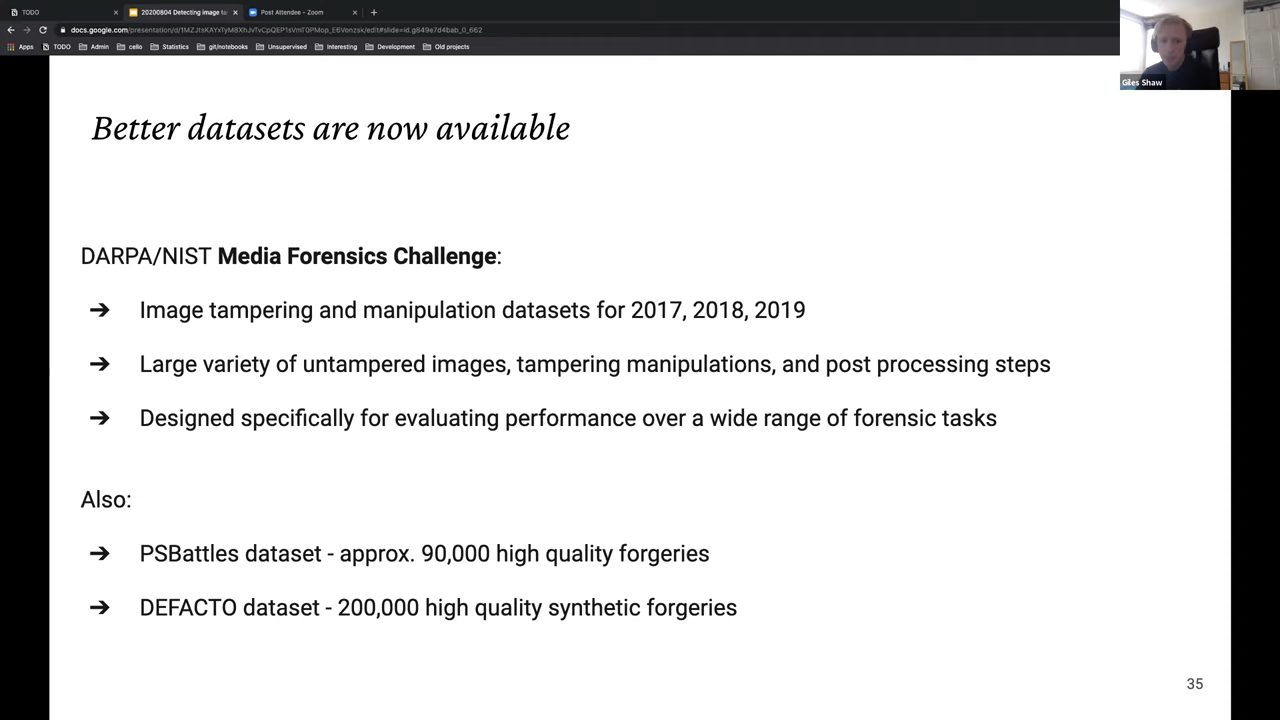 TODO
20200804 Detecting image ta
Post Attendee - Zoom
Apps
TODO
Admin
cello
Statistics
git/notebooks
Unsupervised
Interesting
Development
Old projects
Giles Shaw
Better datasets are now available
DARPA/NIST Media Forensics Challenge:
➔ Image tampering and manipulation datasets for 2017, 2018, 2019
➔ Large variety of untampered images, tampering manipulations, and post processing steps
➔ Designed specifically for evaluating performance over a wide range of forensic tasks
Also:
➔ PSBattles dataset - approx. 90,000 high quality forgeries
➔ DEFACTO dataset - 200,000 high quality synthetic forgeries
35